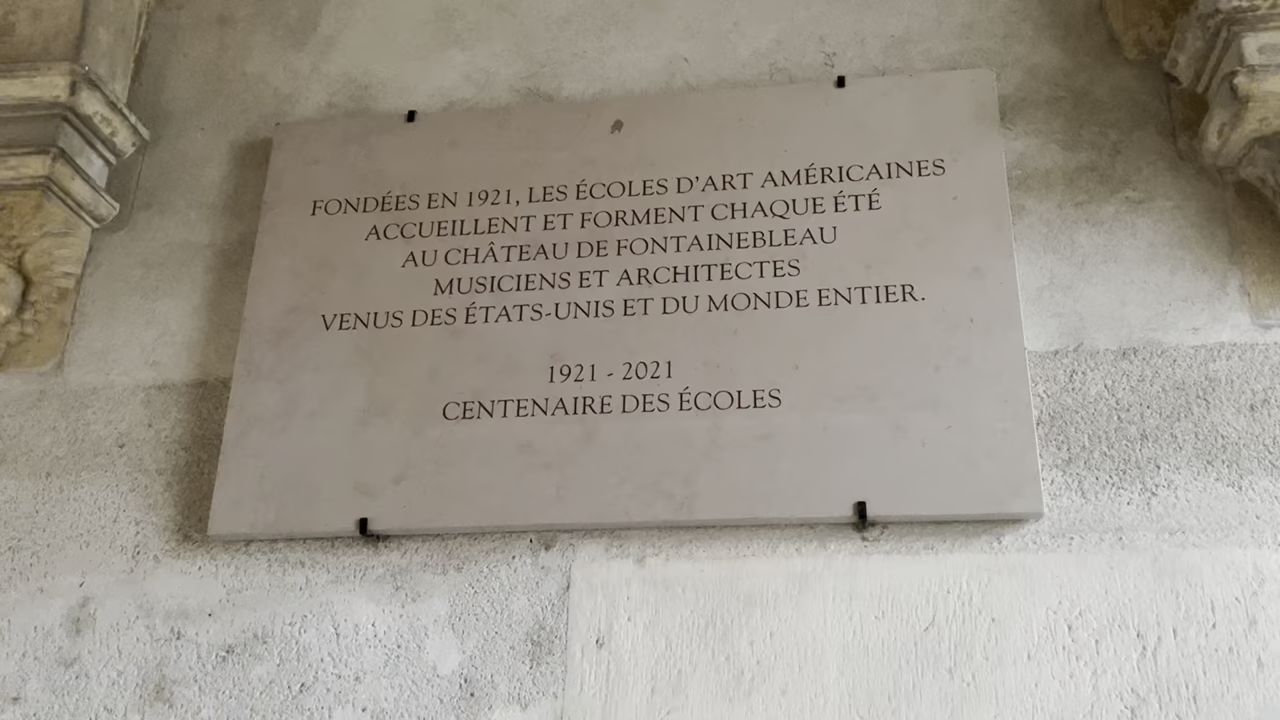 FONDÉES EN 1921, LES ÉCOLES D'ART AMÉRICAINES
ACCUEILLENT ET FORMENT CHAQUE ÉTÉ
AU CHÂTEAU DE FONTAINEBLEAU
MUSICIENS ET ARCHITECTES
VENUS DES ÉTATS-UNIS ET DU MONDE ENTIER.
1921 - 2021
CENTENAIRE DES ÉCOLES